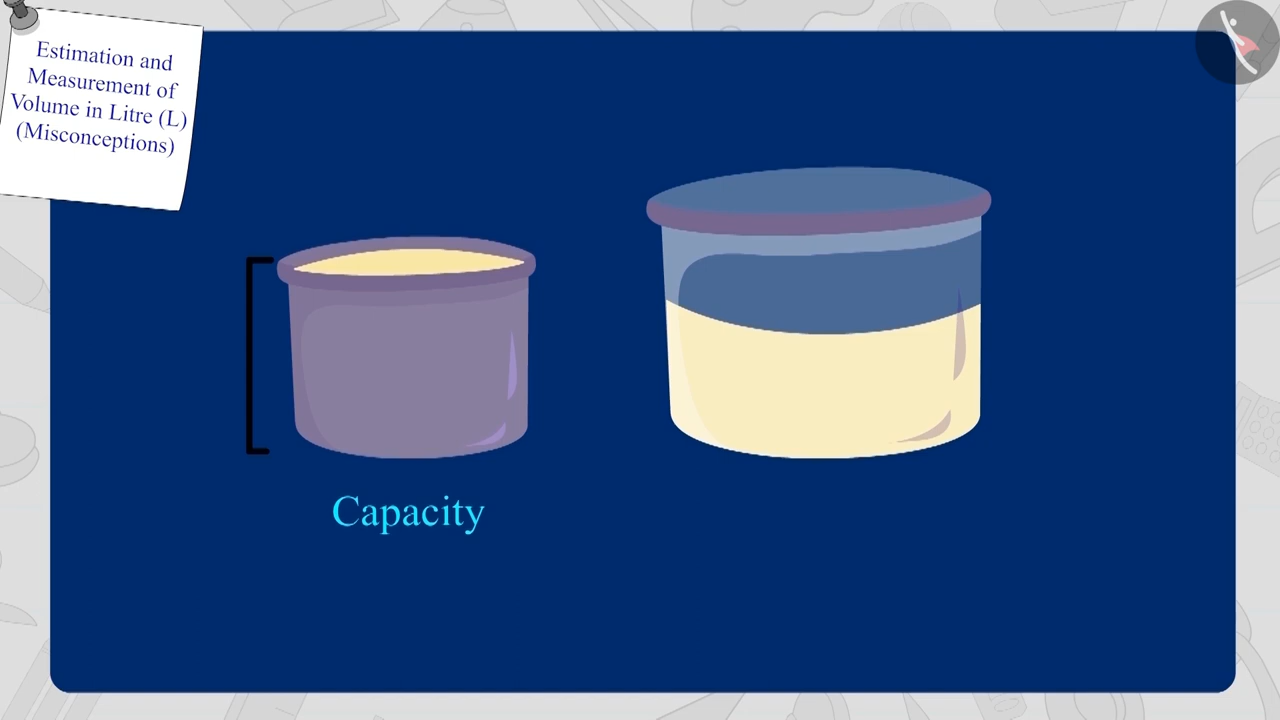 Estimation and
Measurement of
Volume in Litre (L)
(Misconceptions)
Capacity